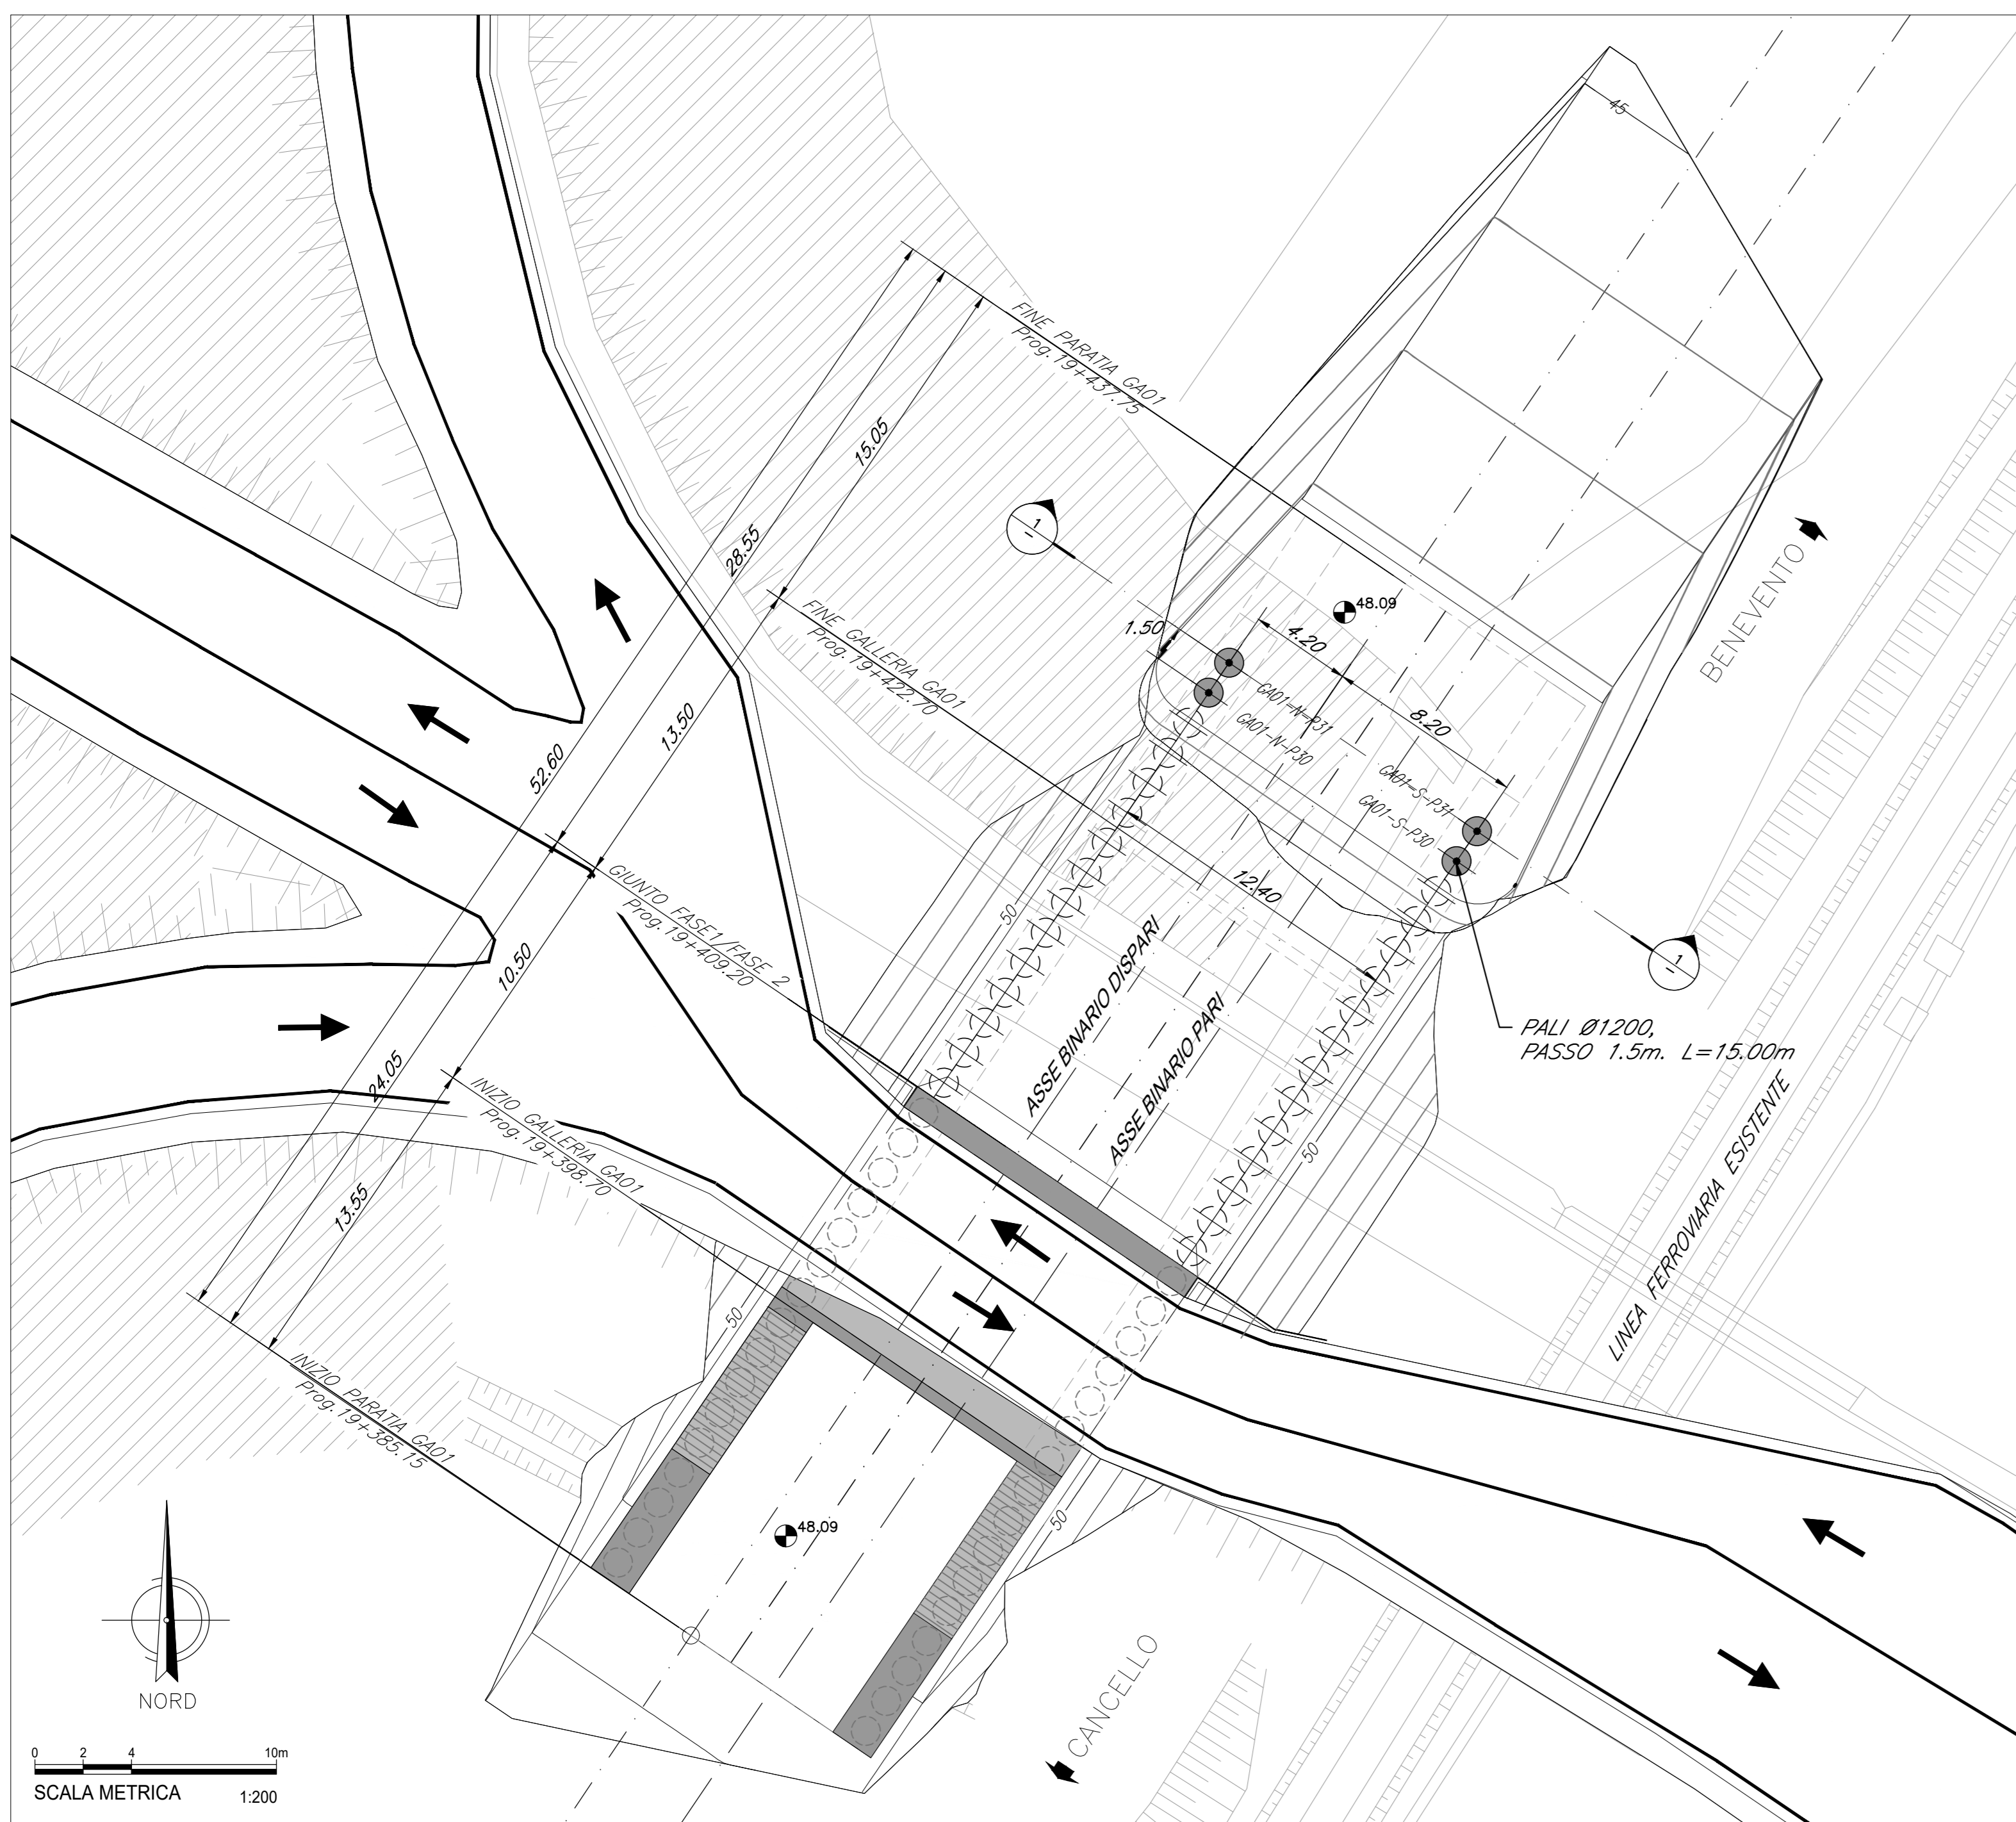 45
FINE PARATIA GA01
Prog.19+437.75
15.05
28.55
1
–
BENEVENTO
48.09
FINE GALLERIA GA01
Prog.19+422.70
1.50
4.20
8.20
GA01-N-P31
GA01-N-P30
GA01-S-P31
GA01-S-P30
13.50
52.60
GIUNTO FASE1/FASE 2
Prog.19+409.20
12.40
50
ASSE BINARIO DISPARI
ASSE BINARIO PARI
1
–
PALI Ø1200,
PASSO 1.5m. L=15.00m
10.50
24.05
INIZIO GALLERIA GA01
Prog.19+398.70
13.55
50
50
LINEA FERROVIARIA ESISTENTE
INIZIO PARATIA GA01
Prog.19+385.15
48.09
50
CANCELLO
NORD
0 2 4 10m
SCALA METRICA 1:200